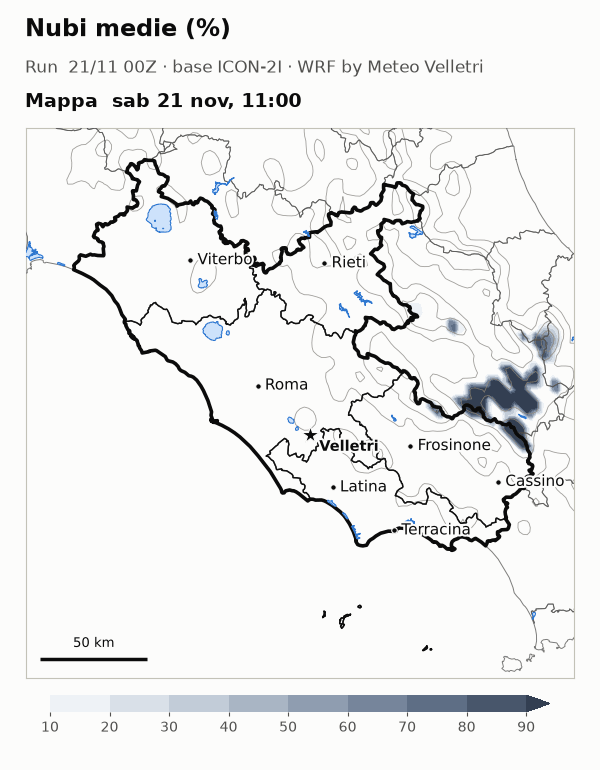 Nubi medie (%)
Run  21/11 00Z · base ICON-2I · WRF by Meteo Velletri
Mappa  sab 21 nov, 11:00
Viterbo
Rieti
Roma
Velletri
Frosinone
Latina
Cassino
Terracina
50 km
10 20 30 40 50 60 70 80 90